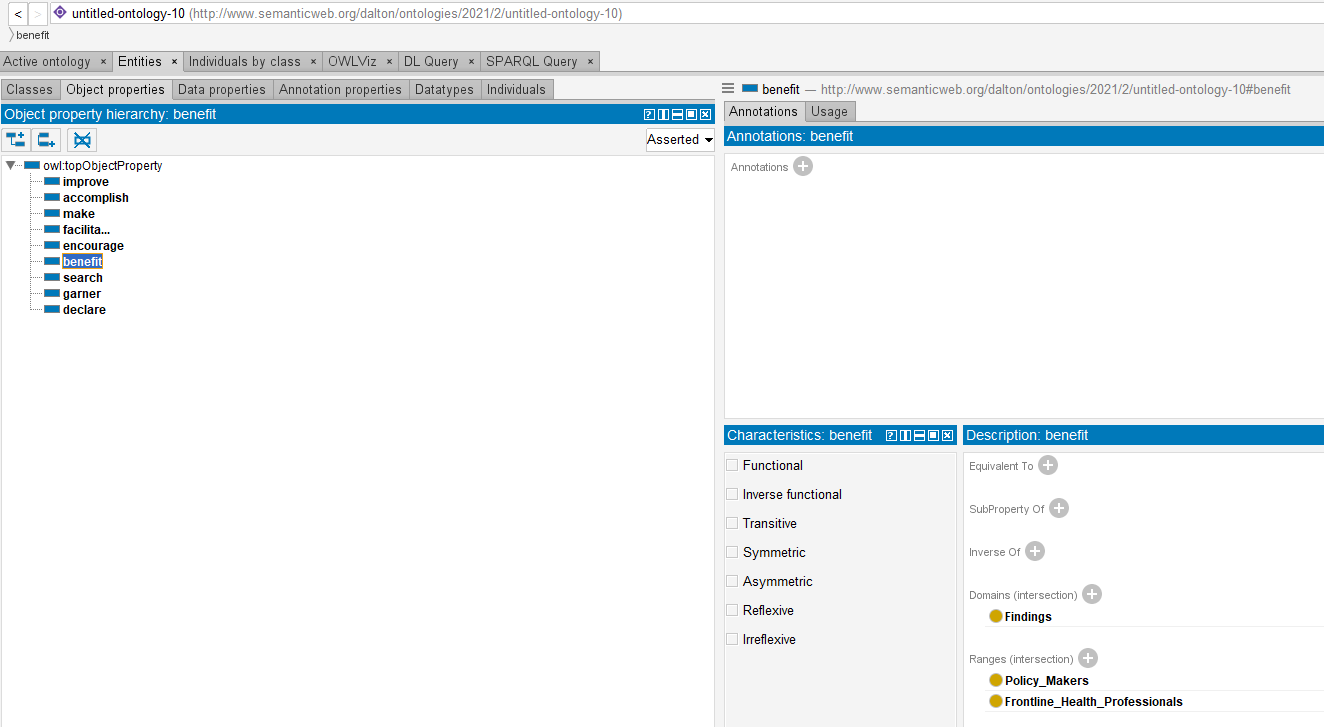 < > untitled-ontology-10 (http://www.semanticweb.org/dalton/ontologies/2021/2/untitled-ontology-10)
benefit
Active ontology × Entities × Individuals by class × OWLViz × DL Query × SPARQL Query ×
Classes Object properties Data properties Annotation properties Datatypes Individuals
Object property hierarchy: benefit
Asserted
owl:topObjectProperty
improve
accomplish
make
facilita...
encourage
benefit
search
garner
declare
benefit — http://www.semanticweb.org/dalton/ontologies/2021/2/untitled-ontology-10#benefit
Annotations Usage
Annotations: benefit
Annotations
Characteristics: benefit
Functional
Inverse functional
Transitive
Symmetric
Asymmetric
Reflexive
Irreflexive
Description: benefit
Equivalent To
SubProperty Of
Inverse Of
Domains (intersection)
Findings
Ranges (intersection)
Policy_Makers
Frontline_Health_Professionals